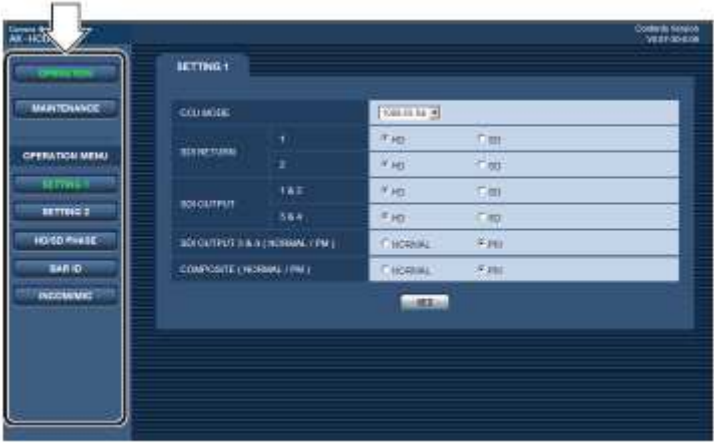 Contents Version
OPERATION
SETTING 1
MAINTENANCE
CCU MODE
SDI RETURN
1
HD
SD
2
HD
SD
OPERATION MENU
SETTING 1
SETTING 2
HD/SD PHASE
BAR ID
INCOM/MIC
SDI OUTPUT
1 & 2
HD
SD
3 & 4
HD
SD
SDI OUTPUT 3 & 4 ( NORMAL / PM )
NORMAL
PM
COMPOSITE ( NORMAL / PM )
NORMAL
PM